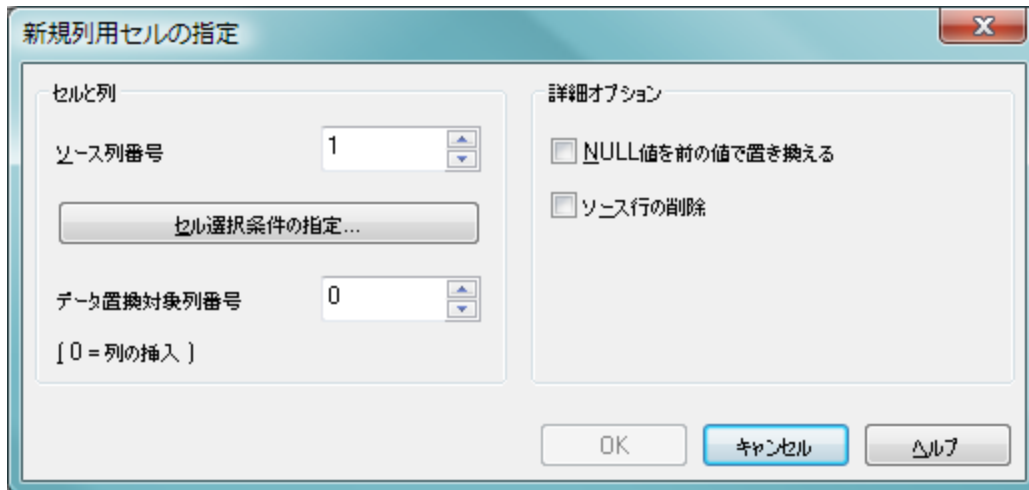 新規列用セルの指定
セルと列
ソース列番号
1
セル選択条件の指定...
データ置換対象列番号
0
[ 0 = 列の挿入 ]
詳細オプション
NULL値を前の値で置き換える
ソース行の削除
OK
キャンセル
ヘルプ